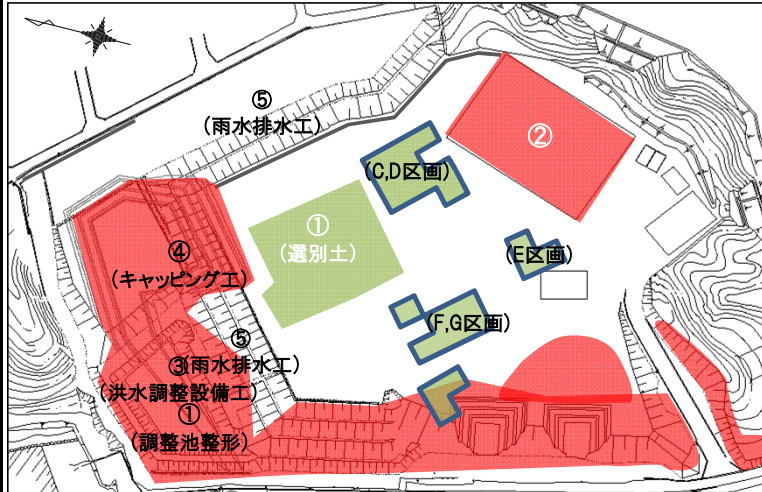 ⑤
(雨水排水工)
②
(C,D区画)
①
(選別土)
④
(キャッピング工)
(E区画)
(F,G区画)
⑤
③(雨水排水工)
(洪水調整設備工)
①
(調整池整形)